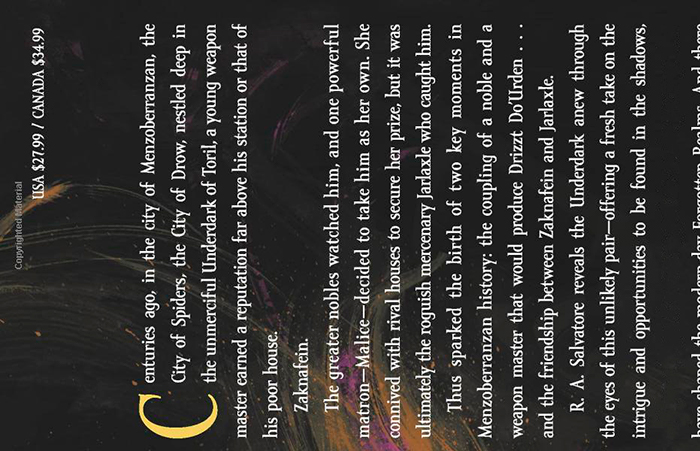 Copyrighted Material
USA $27.99 / CANADA $34.99
Centuries ago, in the city of Menzoberranzan, the
City of Spiders, the City of Drow, nestled deep in
the unmerciful Underdark of Toril, a young weapon
master earned a reputation far above his station or that of
his poor house.
Zaknafein.
The greater nobles watched him, and one powerful
matron—Malice—decided to take him as her own. She
connived with rival houses to secure her prize, but it was
ultimately the roguish mercenary Jarlaxle who caught him.
Thus sparked the birth of two key moments in
Menzoberranzan history: the coupling of a noble and a
weapon master that would produce Drizzt Do'Urden . . .
and the friendship between Zaknafein and Jarlaxle.
R. A. Salvatore reveals the Underdark anew through
the eyes of this unlikely pair—offering a fresh take on the
intrigue and opportunities to be found in the shadows,